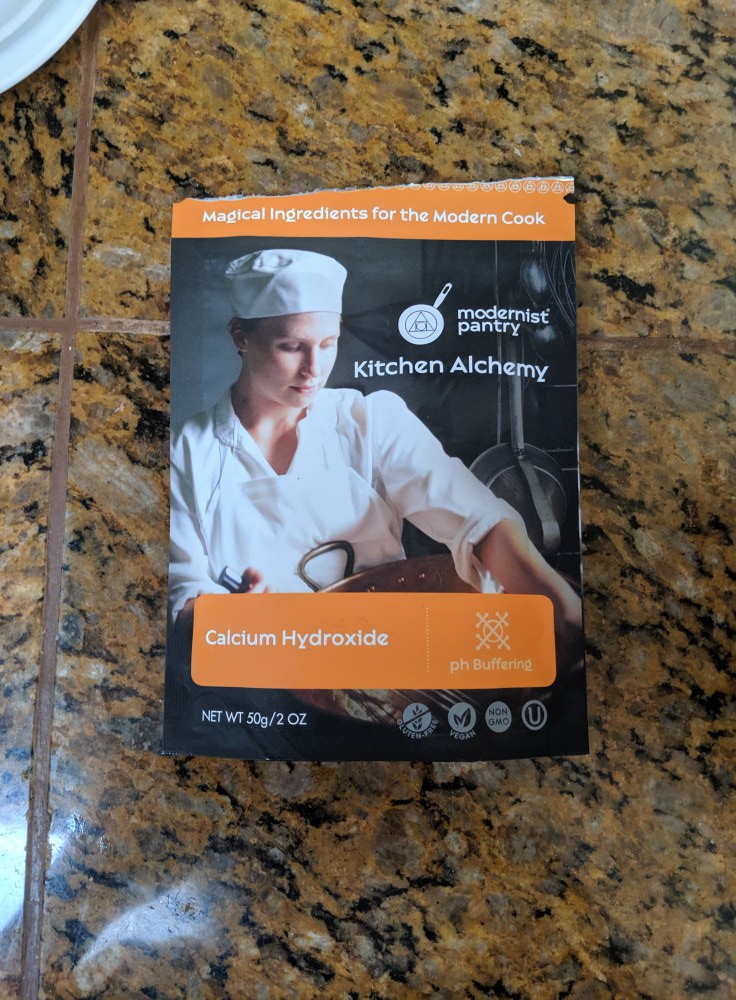 Magical Ingredients for the Modern Cook
modernist
pantry
Kitchen Alchemy
Calcium Hydroxide
ph Buffering
NET WT 50g/2 OZ
GLUTEN-FREE
VEGAN
NON
GMO
U